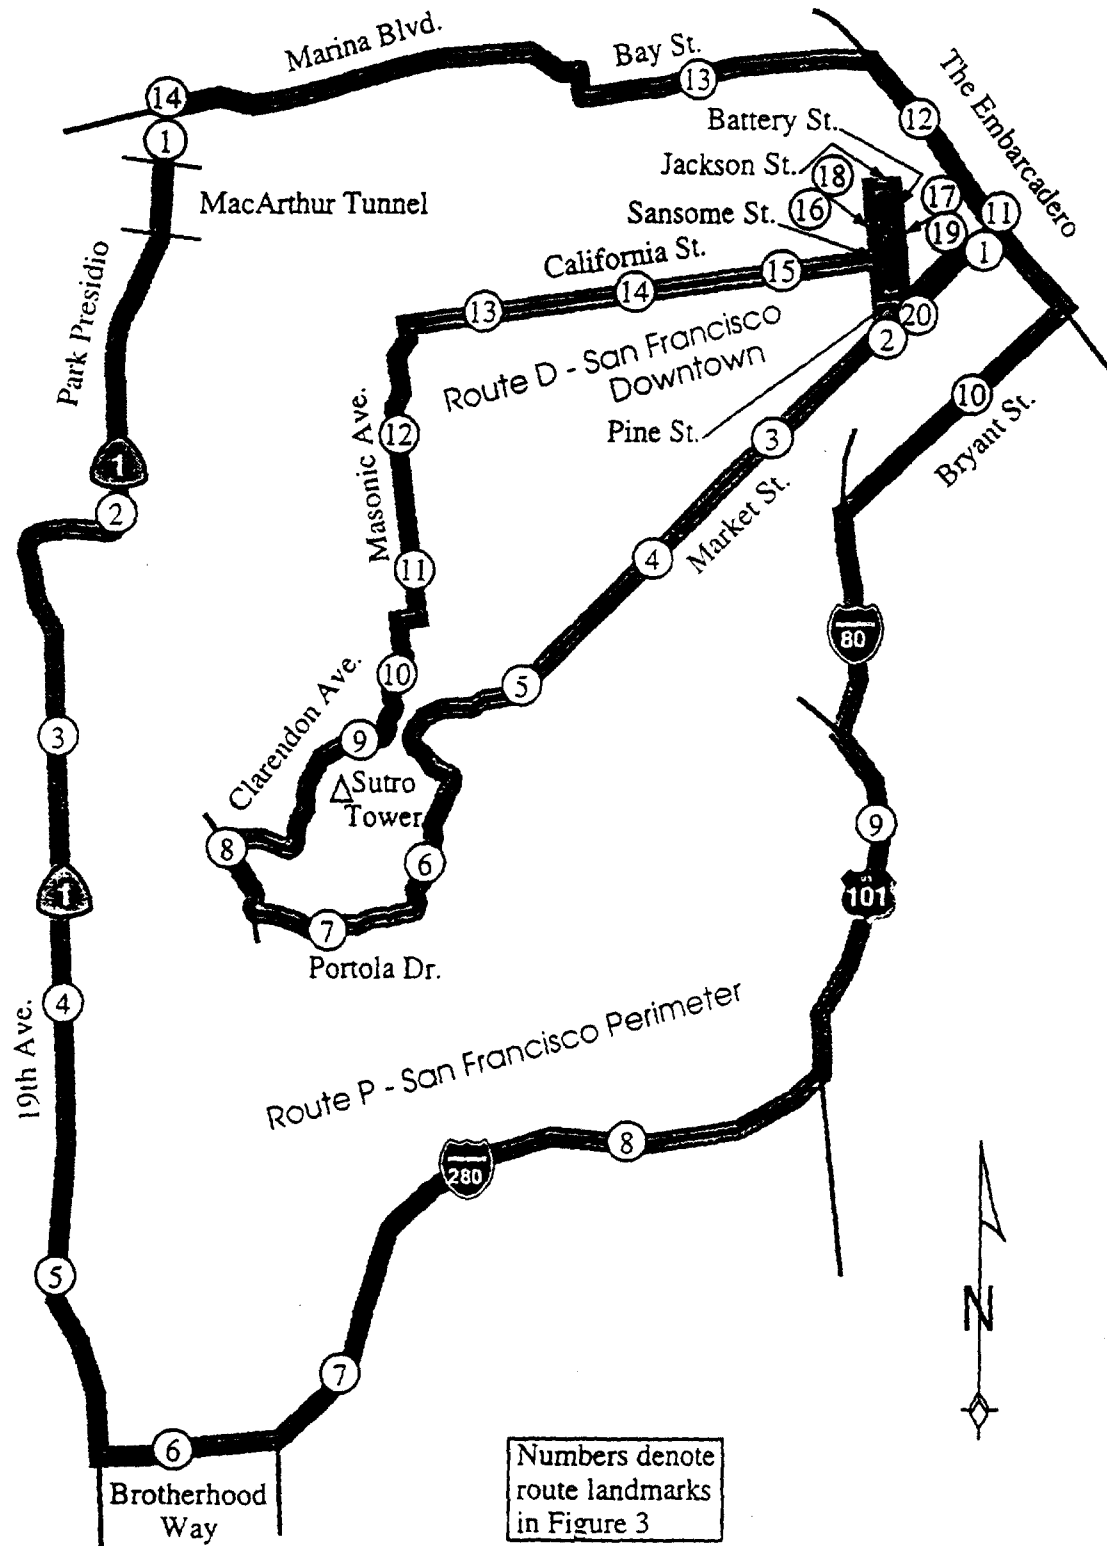 Marina Blvd.
Bay St.
The Embarcadero
14
13
12
1
Battery St.
Jackson St.
18
17
16
11
MacArthur Tunnel
Sansome St.
19
1
California St.
15
14
13
20
2
Park Presidio
Route D - San Francisco
Downtown
Pine St.
3
10
Bryant St.
Masonic Ave.
12
1
2
Market St.
4
11
80
10
5
Clarendon Ave.
9
3
Sutro
Tower
8
6
9
1
US
101
7
Portola Dr.
4
19th Ave.
Route P - San Francisco Perimeter
8
280
5
7
6
N
Brotherhood
Way
Numbers denote
route landmarks
in Figure 3